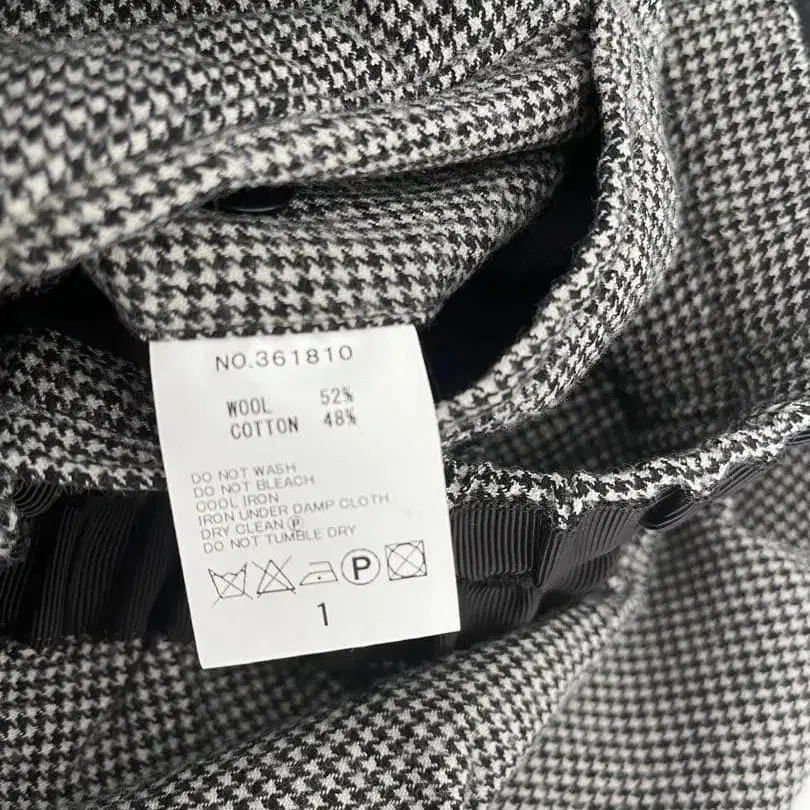 NO.361810
WOOL 52%
COTTON 48%
DO NOT WASH
DO NOT BLEACH
COOL IRON
IRON UNDER DAMP CLOTH
DRY CLEAN Ⓟ
DO NOT TUMBLE DRY
P
1